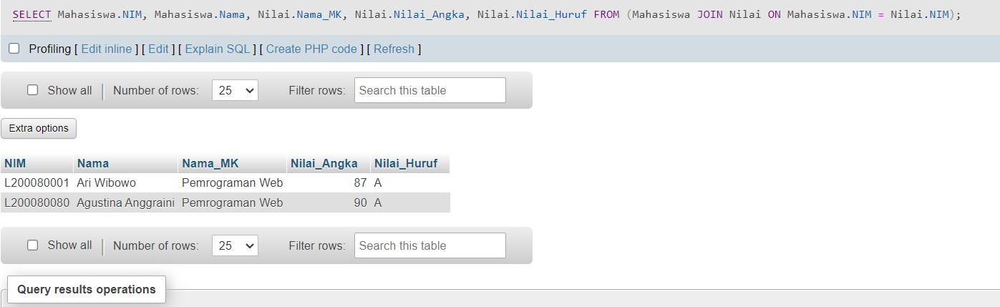 SELECT Mahasiswa.NIM, Mahasiswa.Nama, Nilai.Nama_MK, Nilai.Nilai_Angka, Nilai.Nilai_Huruf FROM (Mahasiswa JOIN Nilai ON Mahasiswa.NIM = Nilai.NIM);
Profiling [ Edit inline ] [ Edit ] [ Explain SQL ] [ Create PHP code ] [ Refresh ]
Show all Number of rows: 25 Filter rows: Search this table
Extra options
NIM Nama Nama_MK Nilai_Angka Nilai_Huruf
L200080001 Ari Wibowo Pemrograman Web 87 A
L200080080 Agustina Anggraini Pemrograman Web 90 A
Show all Number of rows: 25 Filter rows: Search this table
Query results operations